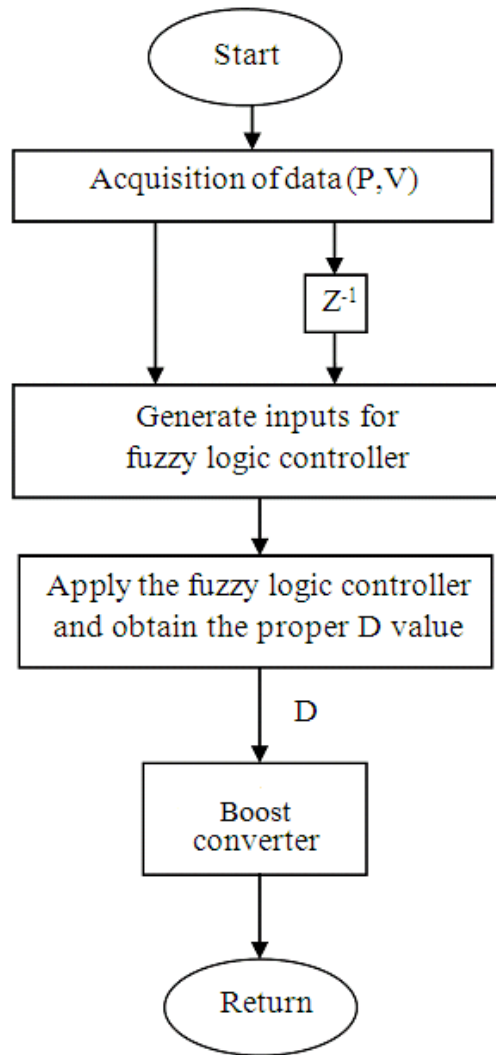 Start
Acquisition of data (P,V)
Z⁻¹
Generate inputs for
fuzzy logic controller
Apply the fuzzy logic controller
and obtain the proper D value
D
Boost
converter
Return